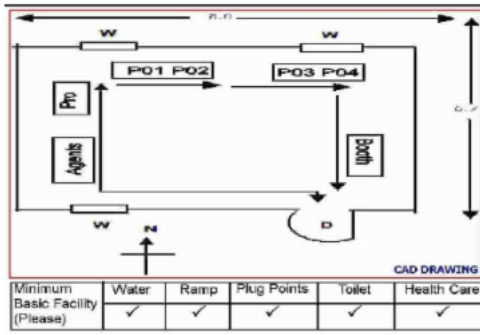 W
W
P01 P02
P03 P04
Pro
Agents
Booth
W
D
N
CAD DRAWING
Minimum Basic Facility (Please)
Water
Ramp
Plug Points
Toilet
Health Care
✓ ✓ ✓ ✓ ✓